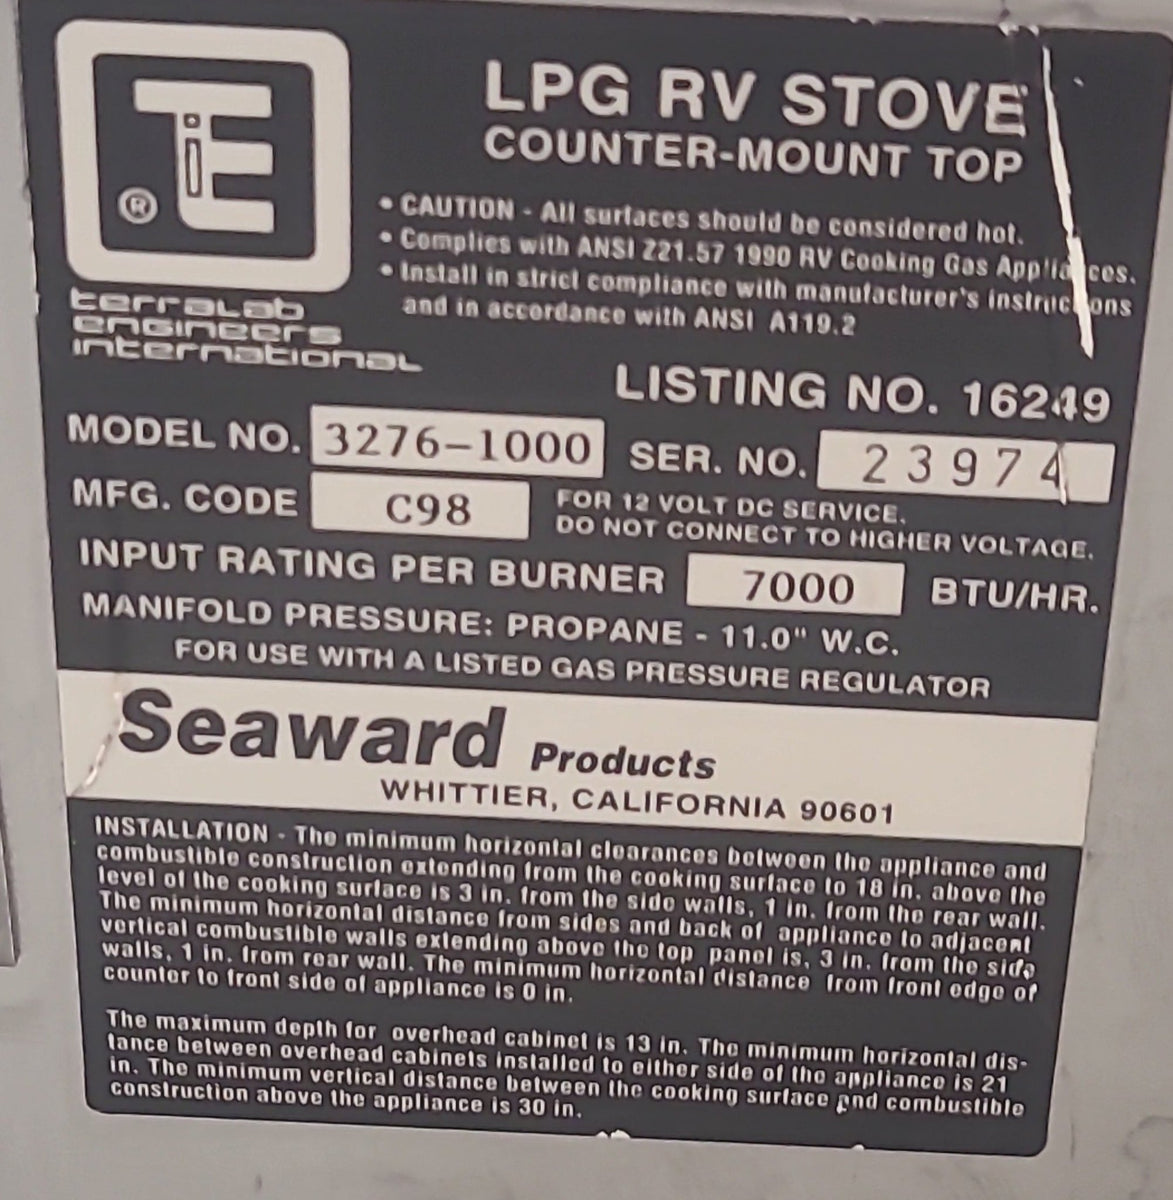 TE
®
terralab
engineers
international
LPG RV STOVE
COUNTER-MOUNT TOP
• CAUTION - All surfaces should be considered hot.
• Complies with ANSI Z21.57 1990 RV Cooking Gas Appliances.
• Install in strict compliance with manufacturer's instructions
and in accordance with ANSI A119.2
LISTING NO. 16249
MODEL NO. 3276-1000 SER. NO. 23974
MFG. CODE C98 FOR 12 VOLT DC SERVICE.
DO NOT CONNECT TO HIGHER VOLTAGE.
INPUT RATING PER BURNER 7000 BTU/HR.
MANIFOLD PRESSURE: PROPANE - 11.0" W.C.
FOR USE WITH A LISTED GAS PRESSURE REGULATOR
Seaward Products
WHITTIER, CALIFORNIA 90601
INSTALLATION - The minimum horizontal clearances between the appliance and
combustible construction extending from the cooking surface to 18 in. above the
level of the cooking surface is 3 in. from the side walls, 1 in. from the rear wall.
The minimum horizontal distance from sides and back of appliance to adjacent
vertical combustible walls extending above the top panel is, 3 in. from the side
walls, 1 in. from rear wall. The minimum horizontal distance from front edge of
counter to front side of appliance is 0 in.
The maximum depth for overhead cabinet is 13 in. The minimum horizontal dis-
tance between overhead cabinets installed to either side of the appliance is 21
in. The minimum vertical distance between the cooking surface and combustible
construction above the appliance is 30 in.